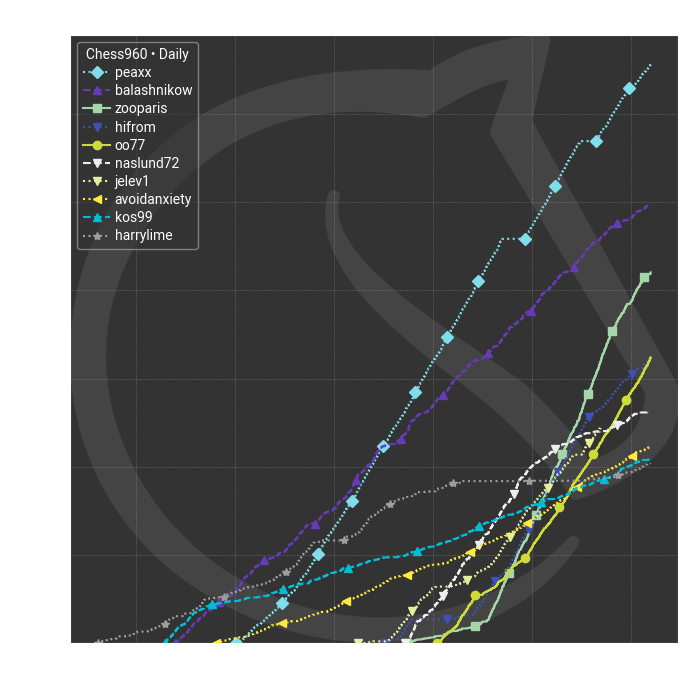 Chess960 • Daily
peaxx
balashnikow
zooparis
hifrom
oo77
naslund72
jelev1
avoidanxiety
kos99
harrylime